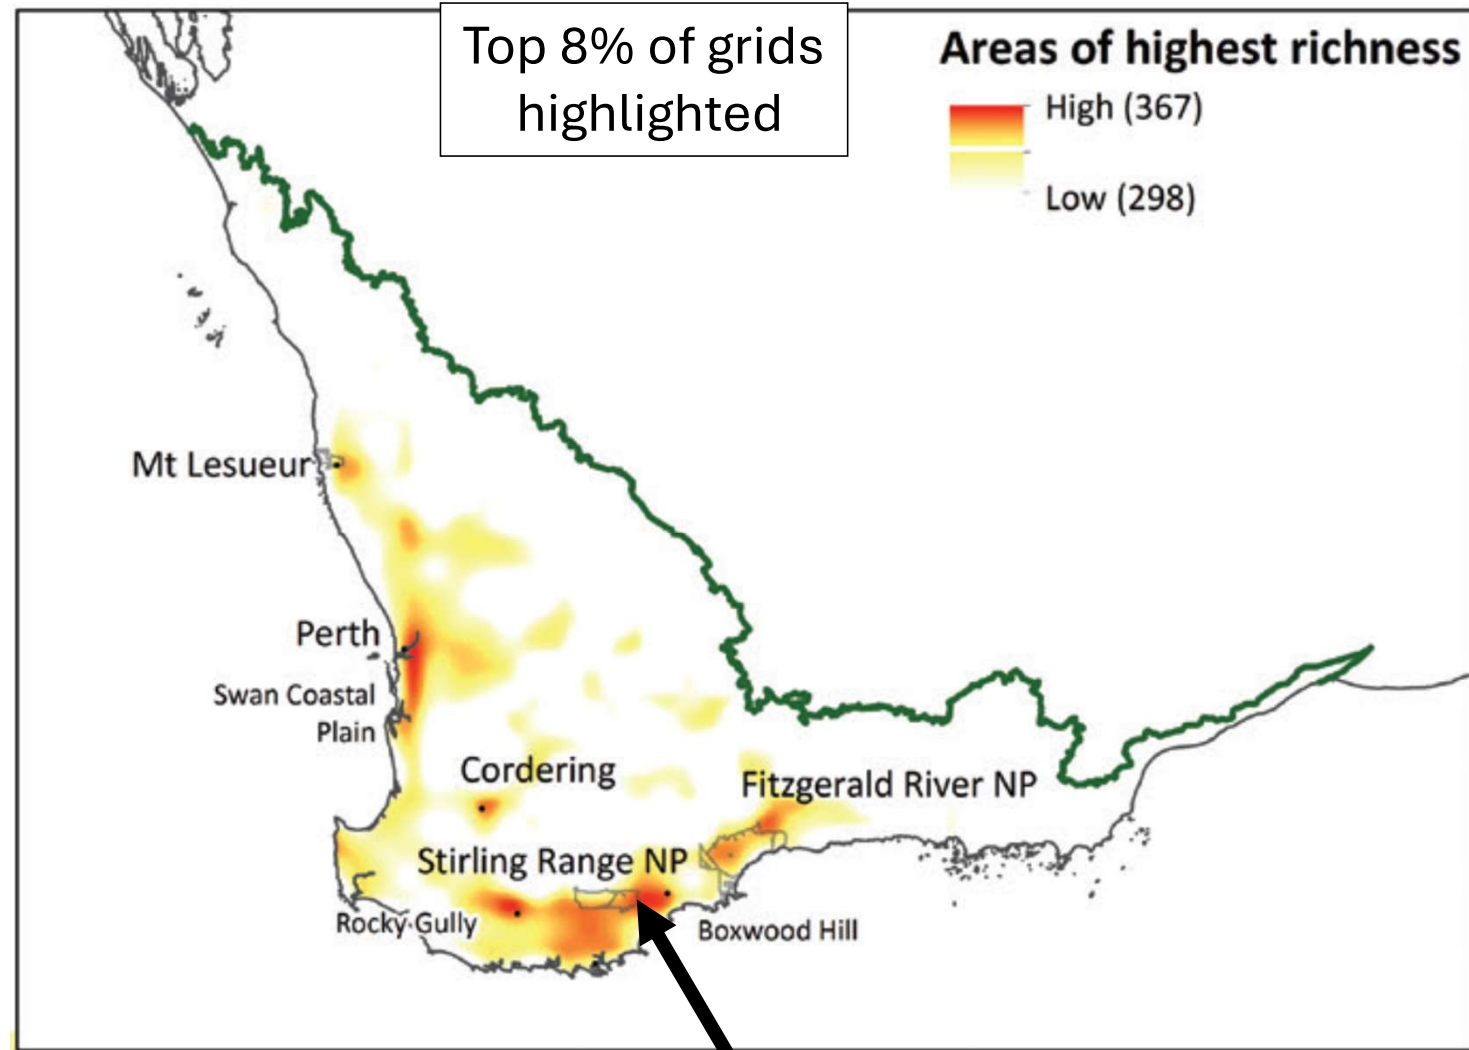 Top 8% of grids
highlighted
Areas of highest richness
High (367)
Low (298)
Mt Lesueur
Perth
Swan Coastal
Plain
Cordering
Fitzgerald River NP
Stirling Range NP
Rocky Gully
Boxwood Hill